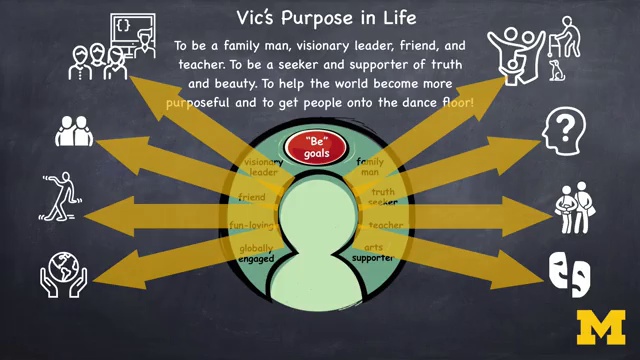 Vic's Purpose in Life
To be a family man, visionary leader, friend, and
teacher. To be a seeker and supporter of truth
and beauty. To help the world become more
purposeful and to get people onto the dance floor!
"Be"
goals
visionary
leader
family
man
friend
truth
seeker
fun-loving
teacher
globally
engaged
arts
supporter
?
M